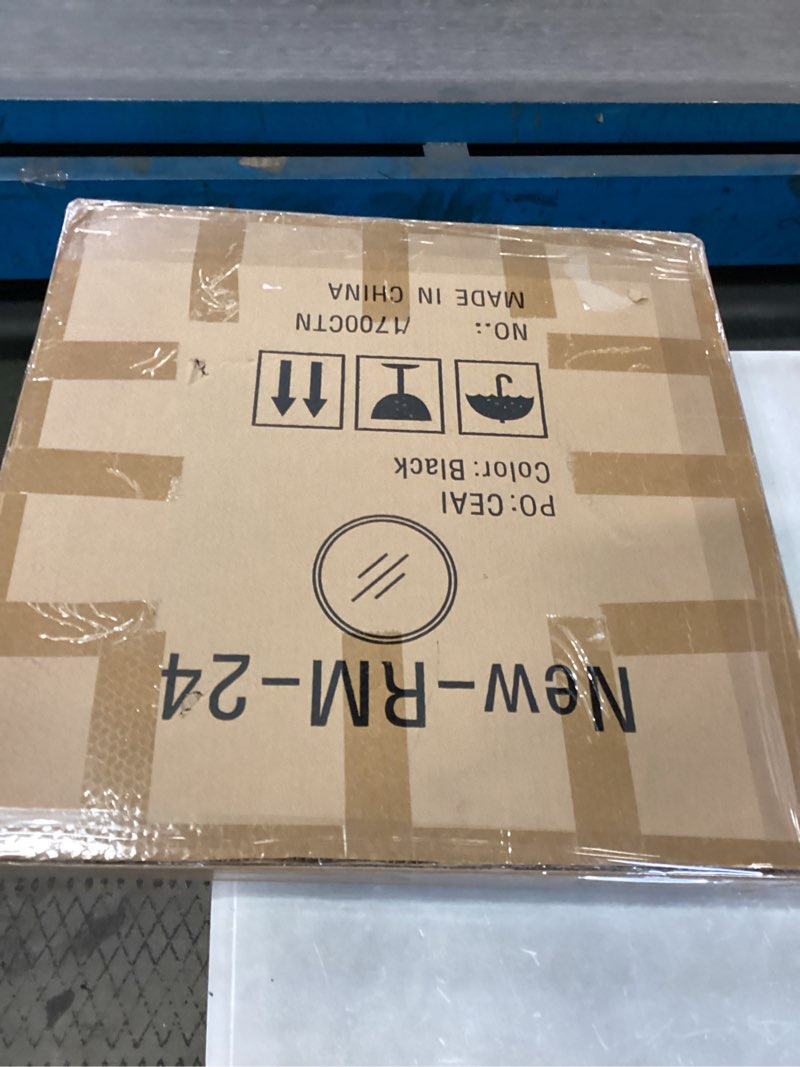 New-RM-24
PO:CEAI
Color: Black
NO.: /1700CTN
MADE IN CHINA